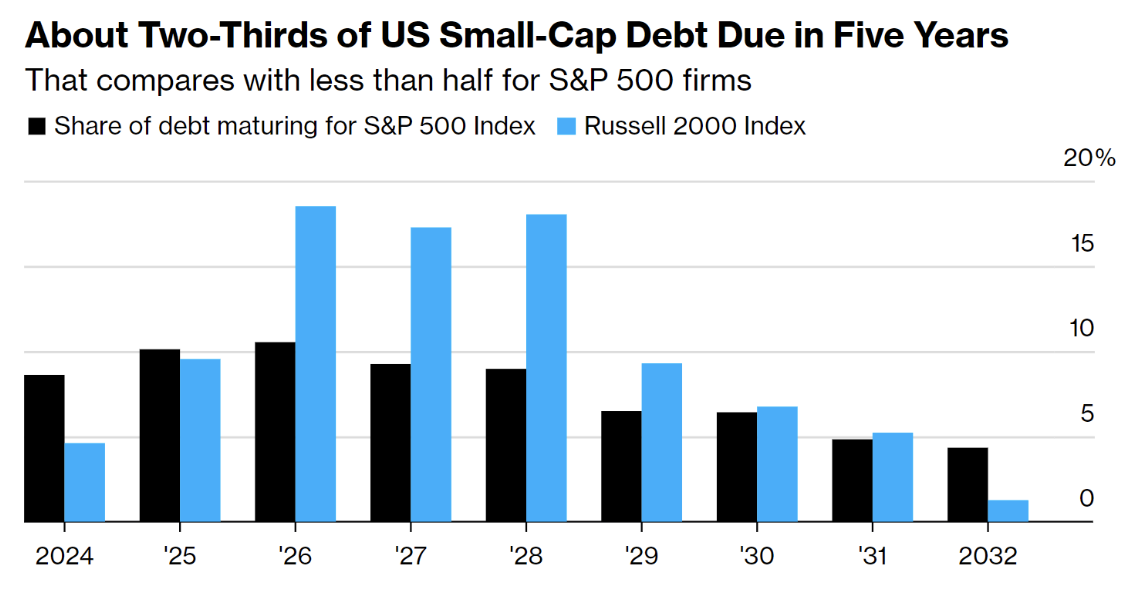 About Two-Thirds of US Small-Cap Debt Due in Five Years
That compares with less than half for S&P 500 firms
Share of debt maturing for S&P 500 Index Russell 2000 Index
20%
15
10
5
0
2024 '25 '26 '27 '28 '29 '30 '31 2032